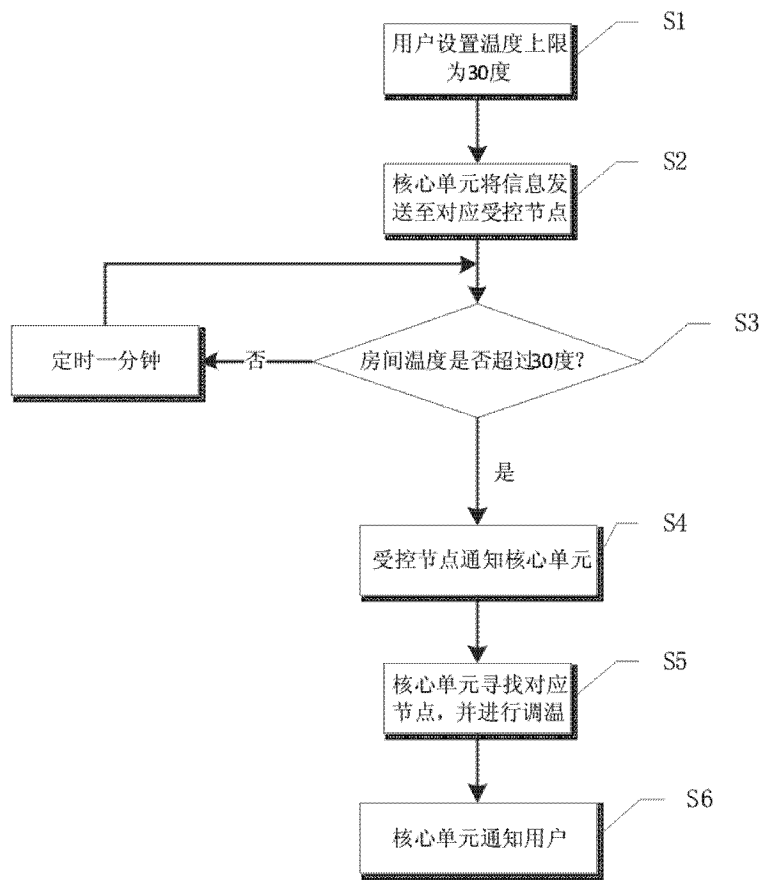 S1
用户设置温度上限
为30度
S2
核心单元将信息发
送至对应受控节点
S3
房间温度是否超过30度?
否
定时一分钟
是
S4
受控节点通知核心单元
S5
核心单元寻找对应
节点，并进行调温
S6
核心单元通知用户